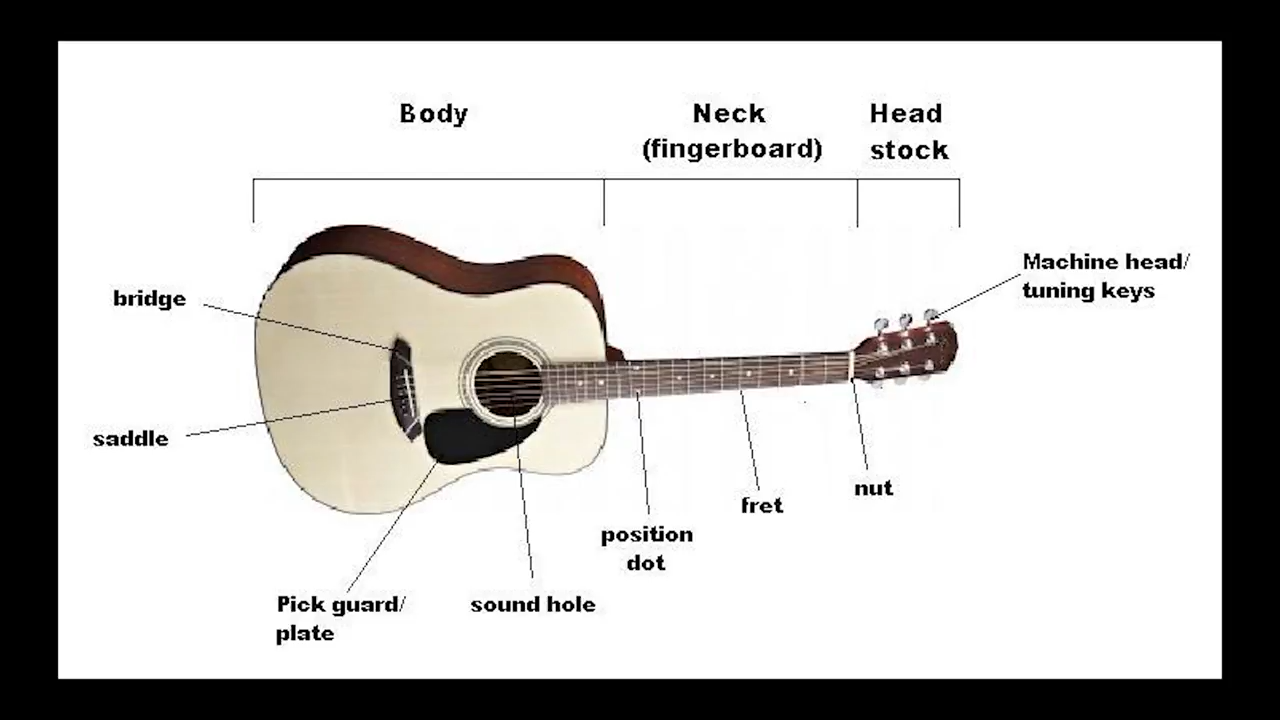 Body
Neck
(fingerboard)
Head
stock
Machine head/
tuning keys
bridge
saddle
nut
fret
position
dot
Pick guard/
plate
sound hole